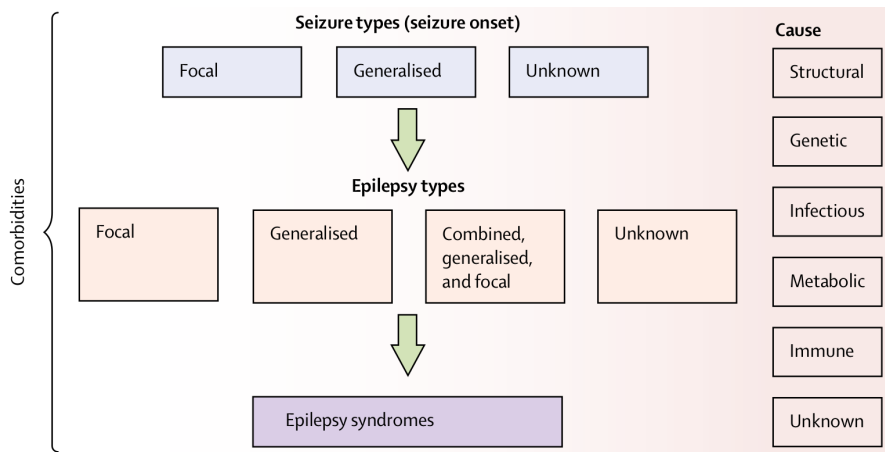 Seizure types (seizure onset)
Focal
Generalised
Unknown
Epilepsy types
Focal
Generalised
Combined,
generalised,
and focal
Unknown
Epilepsy syndromes
Comorbidities
Cause
Structural
Genetic
Infectious
Metabolic
Immune
Unknown